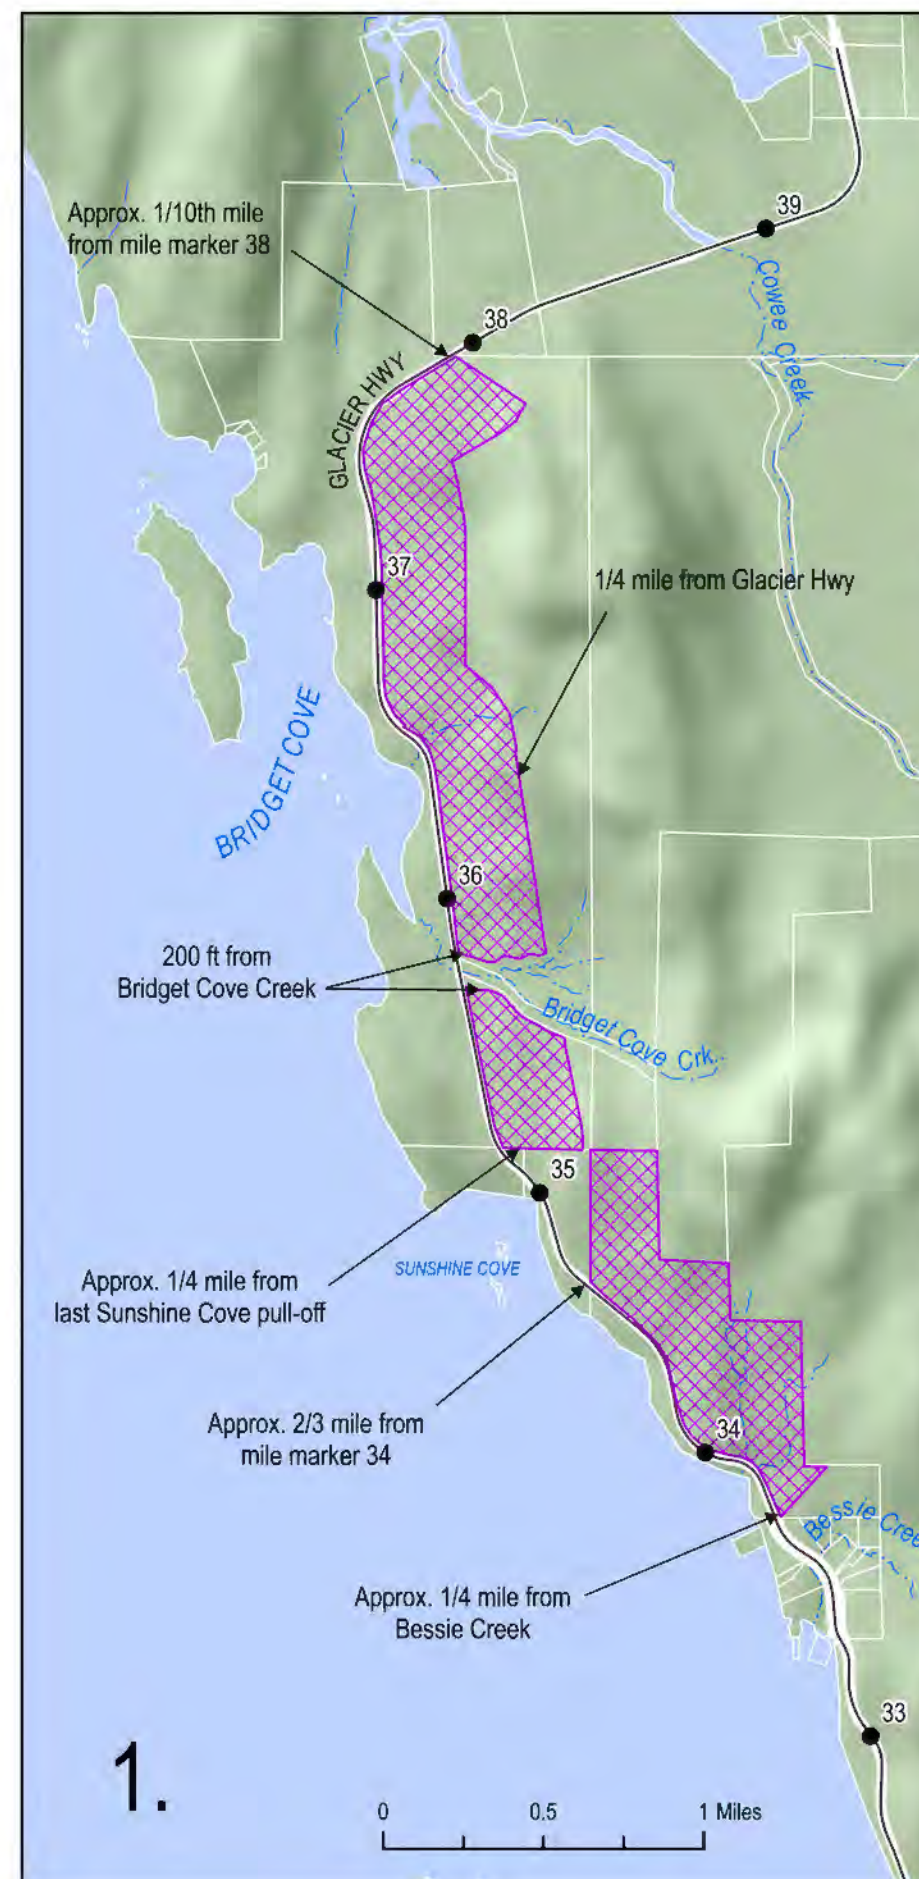 39
Approx. 1/10th mile
from mile marker 38
Cowee Creek
38
GLACIER HWY
37
1/4 mile from Glacier Hwy
BRIDGET COVE
36
200 ft from
Bridget Cove Creek
Bridget Cove Crk.
35
SUNSHINE COVE
Approx. 1/4 mile from
last Sunshine Cove pull-off
Approx. 2/3 mile from
mile marker 34
34
Bessie Cree
Approx. 1/4 mile from
Bessie Creek
33
1.
0 0.5 1 Miles